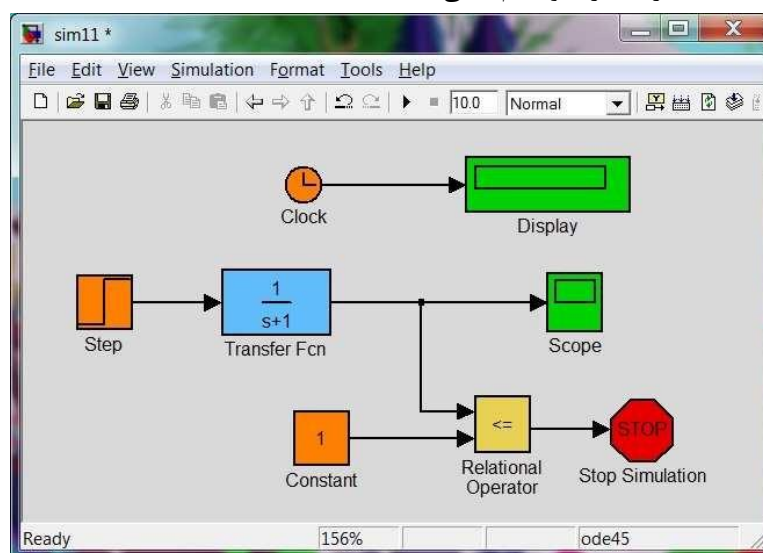 sim11 *
File Edit View Simulation Format Tools Help
10.0 Normal
Clock
Display
1
s+1
Step
Transfer Fcn
Scope
1
Constant
<=
Relational
Operator
STOP
Stop Simulation
Ready 156% ode45